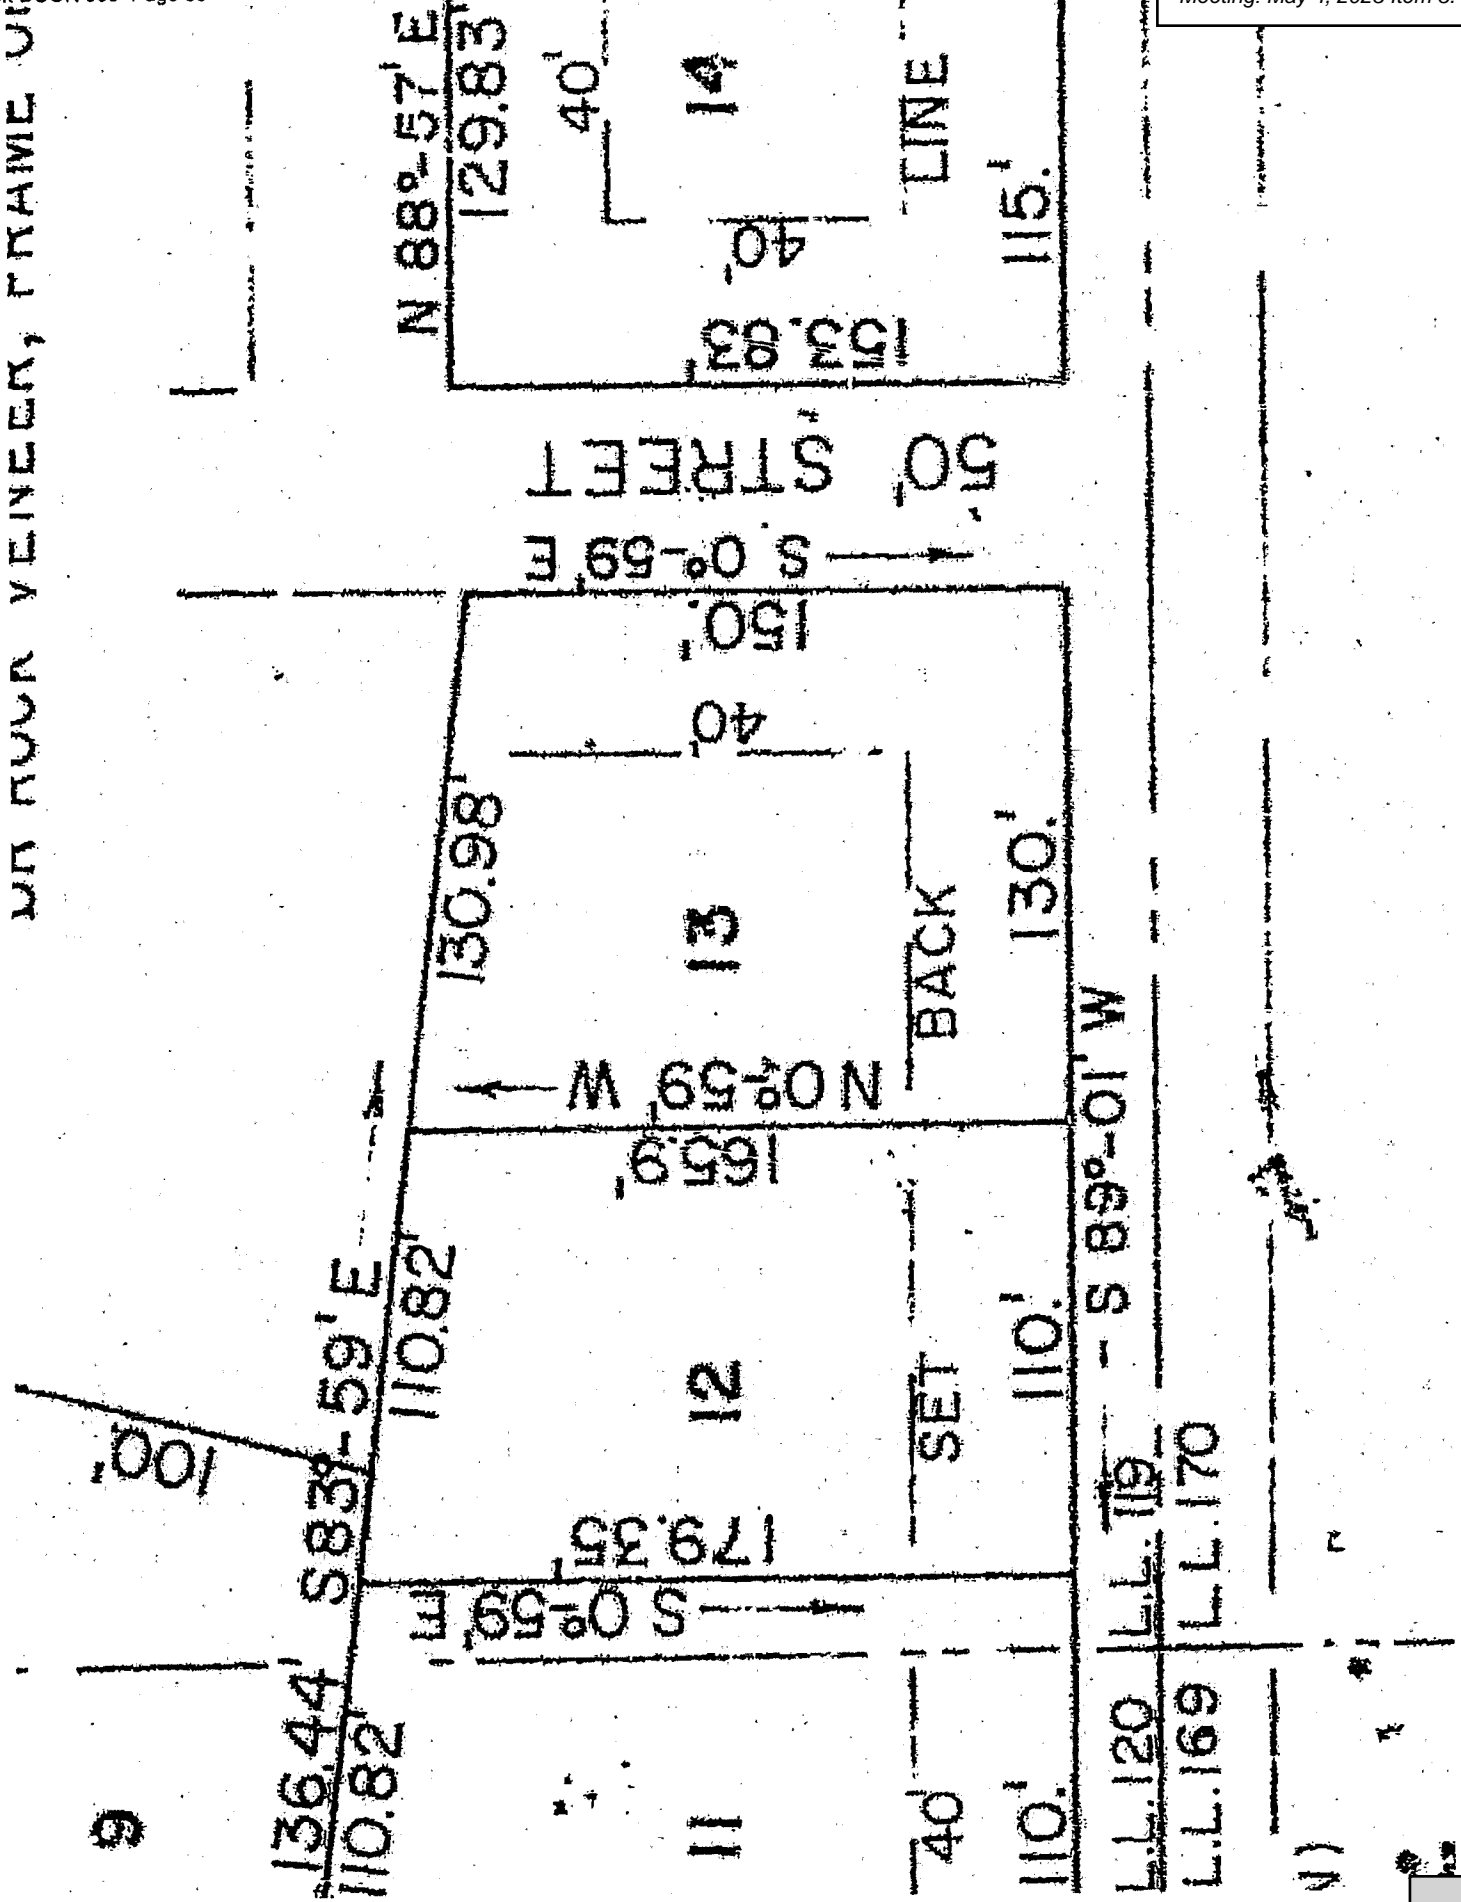 N 88°-57' E
129.83'
40'
14
LINE
115.'
40'
153.83'
50' STREET
S 0°-59' E
150.'
40'
130.98'
13
BACK
130.'
N 0°-59' W
165.9'
S 89°-01' W
S 83°-59' E
110.82'
12
SET
110.'
100.'
179.35'
S 0°-59' E
L.L. 119
L.L. 170
136.44
110.82'
9
11
40'
110.'
L.L. 120
L.L. 169